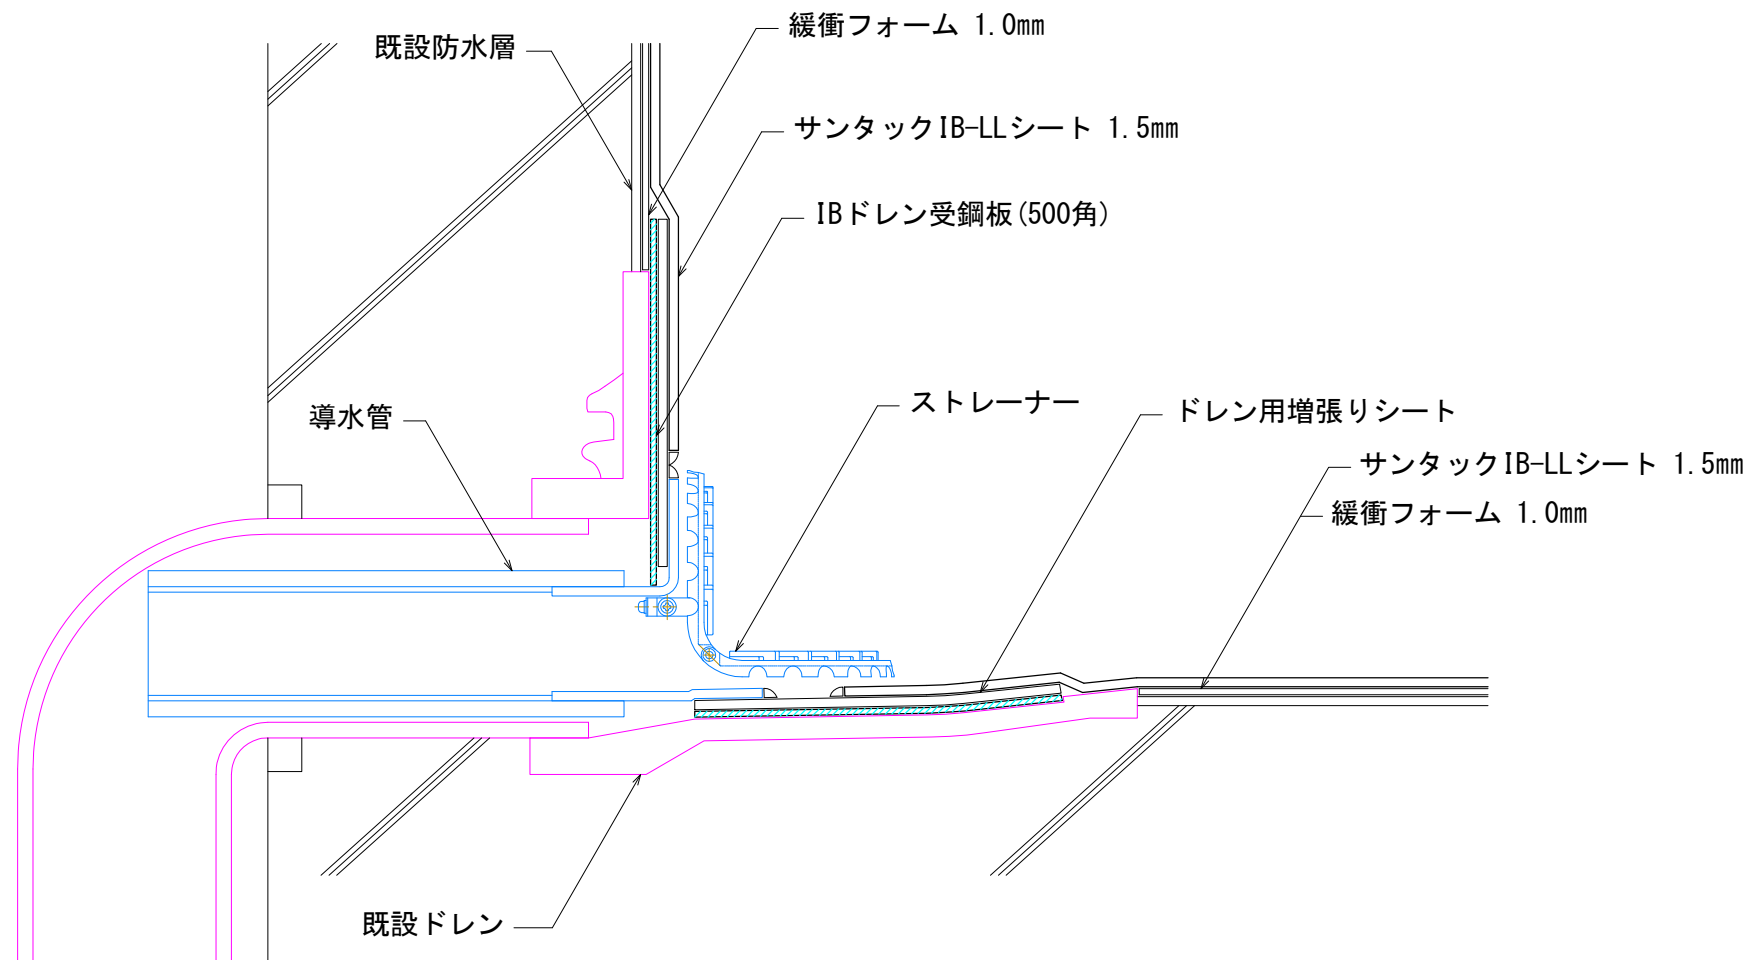 緩衝フォーム 1.0mm
既設防水層
サンタックIB-LLシート 1.5mm
IBドレン受鋼板(500角)
ストレーナー
ドレン用増張りシート
導水管
サンタックIB-LLシート 1.5mm
緩衝フォーム 1.0mm
既設ドレン